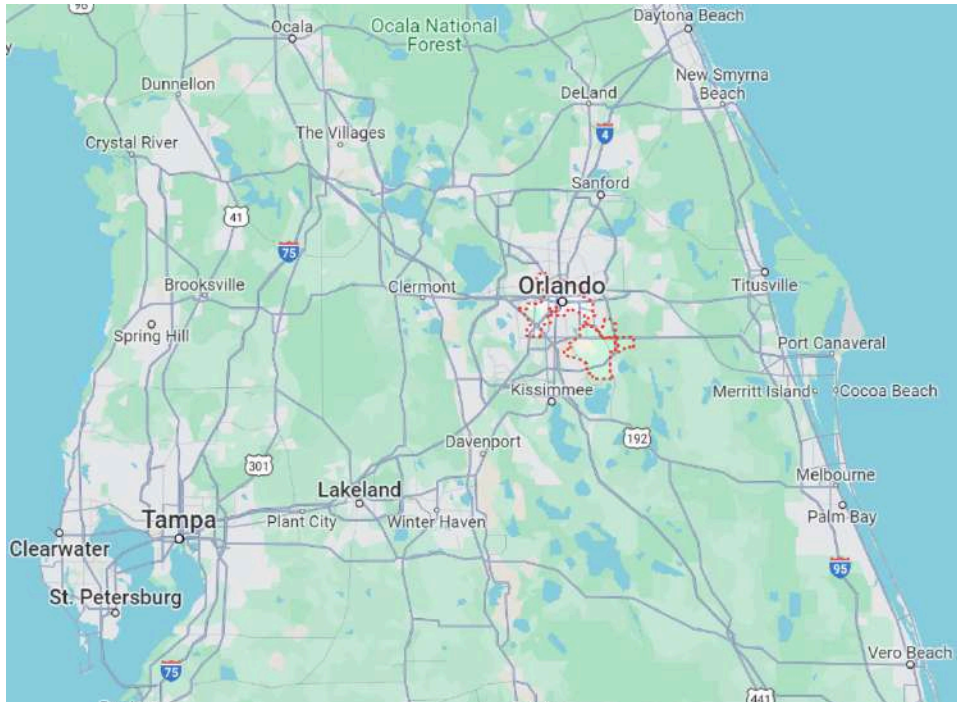 98
Daytona Beach
Ocala
Ocala National
Forest
New Smyrna
Beach
Dunnellon
DeLand
4
The Villages
Crystal River
Sanford
41
75
Brooksville
Clermont
Orlando
Titusville
Spring Hill
Port Canaveral
Kissimmee
Merritt Island
Cocoa Beach
192
Davenport
301
Lakeland
Melbourne
Tampa
Plant City
Winter Haven
Palm Bay
Clearwater
95
St. Petersburg
Vero Beach
75
441